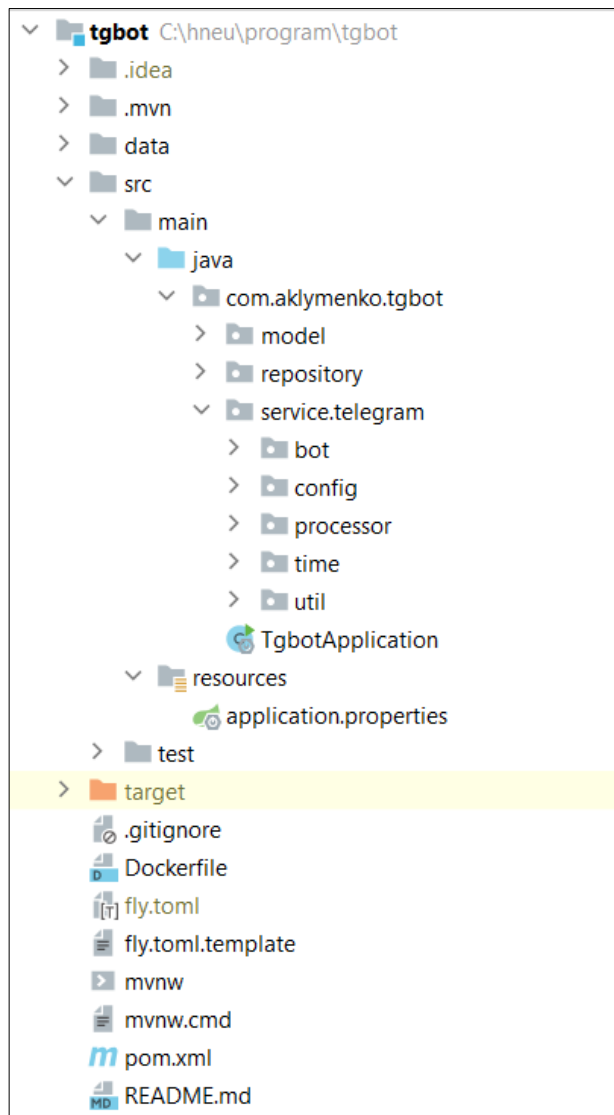 tgbot C:\hneu\program\tgbot
.idea
.mvn
data
src
main
java
com.aklymenko.tgbot
model
repository
service.telegram
bot
config
processor
time
util
TgbotApplication
resources
application.properties
test
target
.gitignore
Dockerfile
fly.toml
fly.toml.template
mvnw
mvnw.cmd
pom.xml
README.md